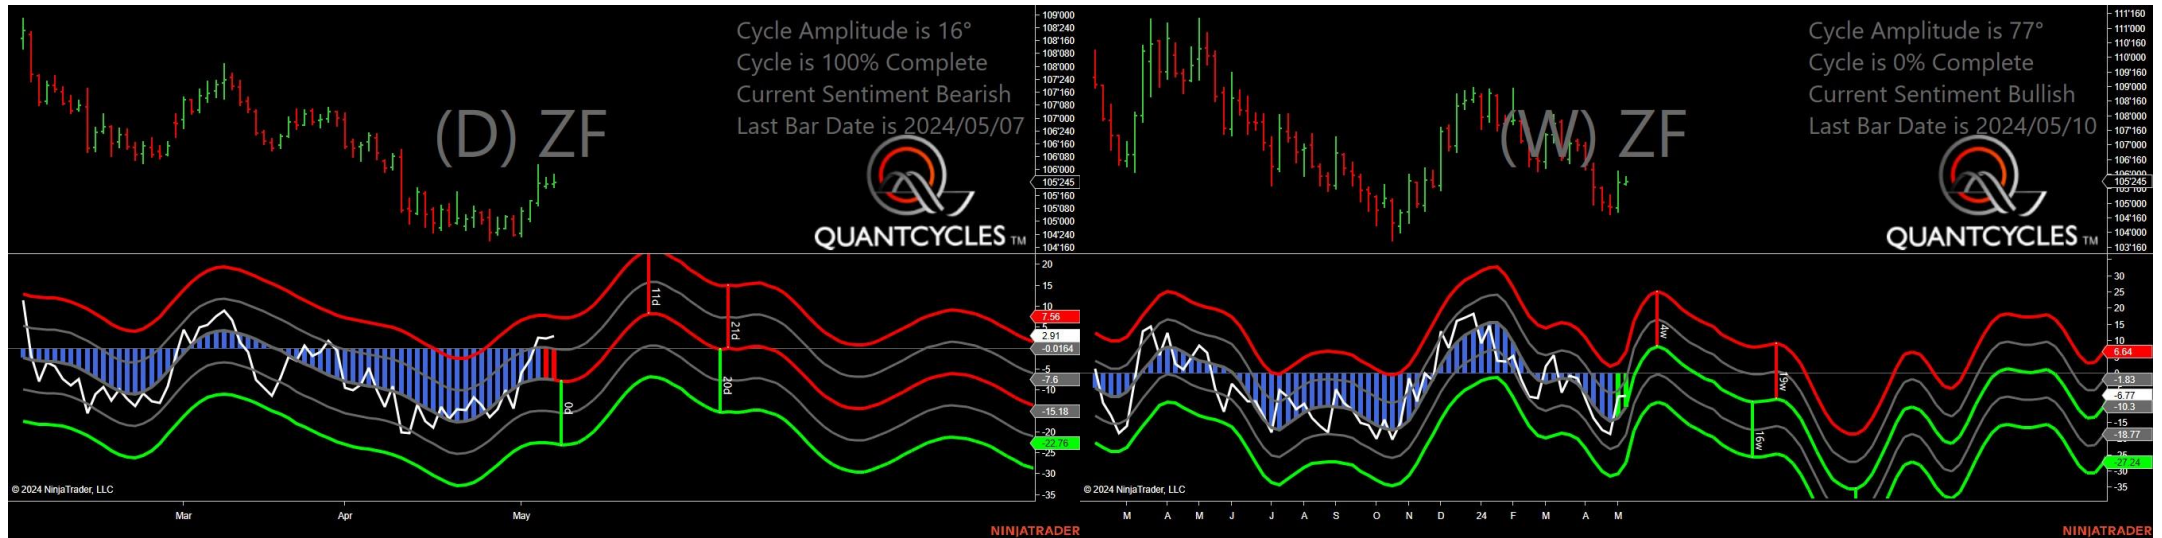 Cycle Amplitude is 16°
Cycle is 100% Complete
Current Sentiment Bearish
Last Bar Date is 2024/05/07
(D) ZF
QUANTCYCLES TM
109'000
108'240
108'160
108'080
108'000
107'240
107'160
107'080
107'000
106'240
106'160
106'080
106'000
105'245
105'160
105'080
105'000
104'240
104'160
20
15
10
7.56
5
2.91
-0.0164
-5
-7.6
-10
-15.18
-20
-22.76
-25
-30
-35
11d
21d
20d
0d
© 2024 NinjaTrader, LLC
Mar Apr May
NINJATRADER
Cycle Amplitude is 77°
Cycle is 0% Complete
Current Sentiment Bullish
Last Bar Date is 2024/05/10
(W) ZF
QUANTCYCLES TM
111'160
111'000
110'160
110'000
109'160
109'000
108'160
108'000
107'160
107'000
106'160
106'000
105'245
105'160
105'000
104'160
104'000
103'160
30
25
20
15
10
6.64
-1.83
-6.77
-10.3
-15
-18.77
-27.24
-30
-35
4w
19w
16w
© 2024 NinjaTrader, LLC
M A M J J A S O N D 24 F M A M
NINJATRADER